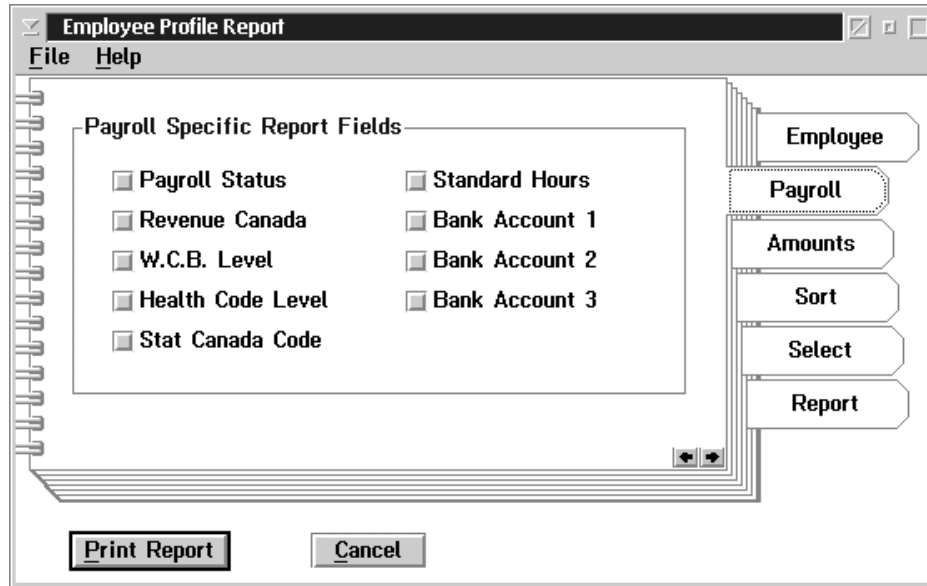 Employee Profile Report
File Help
Payroll Specific Report Fields
Payroll Status
Revenue Canada
W.C.B. Level
Health Code Level
Stat Canada Code
Standard Hours
Bank Account 1
Bank Account 2
Bank Account 3
Employee
Payroll
Amounts
Sort
Select
Report
Print Report
Cancel